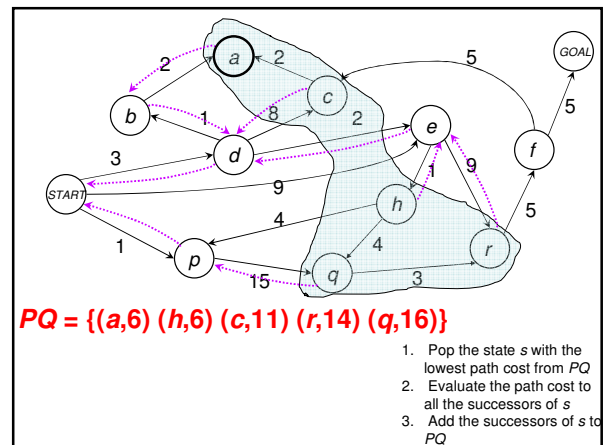 GOAL
5
2
a
2
c
b
1
8
2
e
5
f
3
d
9
1
9
START
h
5
4
r
1
p
4
q
3
15
PQ = {(a,6) (h,6) (c,11) (r,14) (q,16)}
1. Pop the state s with the
lowest path cost from PQ
2. Evaluate the path cost to
all the successors of s
3. Add the successors of s to
PQ